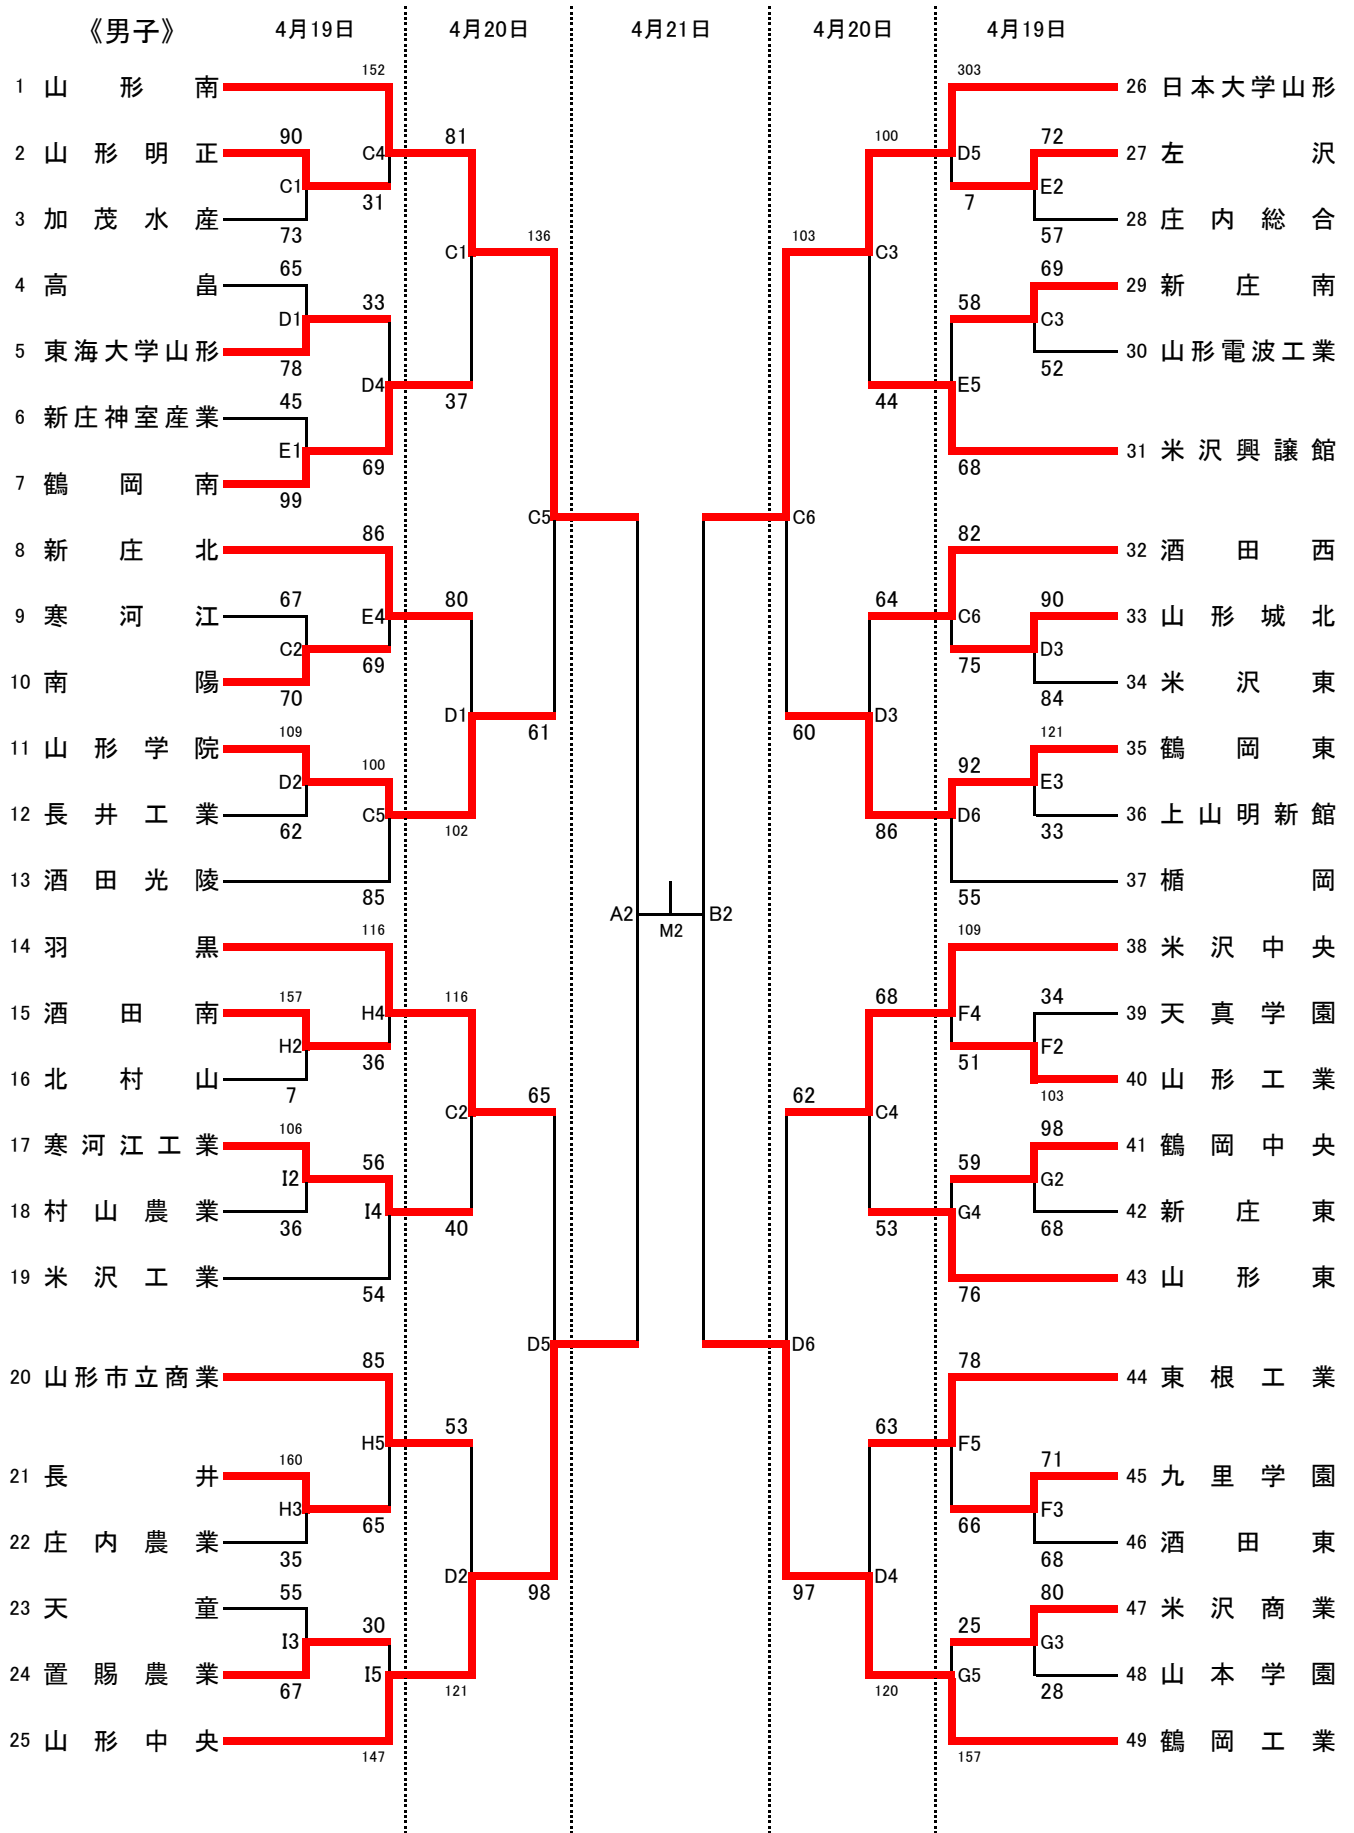 《男子》 4月19日 4月20日 4月21日 4月20日 4月19日
152 303
1 山形南 26 日本大学山形
90 81 100 72
2 山形明正 C4 D5 27 左沢
C1 E2
31 7
3 加茂水産 28 庄内総合
73 136 103 57
65 C1 C3 69
4 高畠 29 新庄南
33 58
D1 C3
5 東海大学山形 30 山形電波工業
78 52
D4 E5
45 37 44
6 新庄神室産業
E1 31 米沢興譲館
69 68
7 鶴岡南
99
C5 C6
86 82
8 新庄北 32 酒田西
67 80 64 90
9 寒河江 E4 C6 33 山形城北
C2 D3
69 75
10 南陽 34 米沢東
70 84
D1 D3
109 61 60 121
11 山形学院 35 鶴岡東
100 92
D2 E3
12 長井工業 C5 D6 36 上山明新館
62 102 86 33
13 酒田光陵 37 楯岡
85 55
A2 B2
M2
116 109
14 羽黒 38 米沢中央
157 116 68 34
15 酒田南 H4 F4 39 天真学園
H2 F2
36 51
16 北村山 40 山形工業
7 65 62 103
C2 C4
106 98
17 寒河江工業 41 鶴岡中央
56 59
I2 G2
18 村山農業 I4 G4 42 新庄東
36 40 53 68
19 米沢工業 43 山形東
54 76
D5 D6
85 78
20 山形市立商業 44 東根工業
53 63
H5 F5
160 71
21 長井 45 九里学園
H3 F3
65 66
22 庄内農業 46 酒田東
35 68
D2 D4
55 98 97 80
23 天童 47 米沢商業
30 25
I3 G3
24 置賜農業 I5 G5 48 山本学園
67 121 120 28
25 山形中央 49 鶴岡工業
147 157